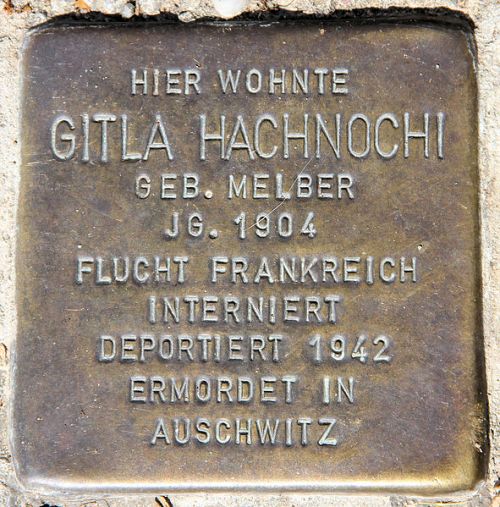 HIER WOHNTE
GITLA HACHNOCHI
GEB. MELBER
JG. 1904
FLUCHT FRANKREICH
INTERNIERT
DEPORTIERT 1942
ERMORDET IN
AUSCHWITZ